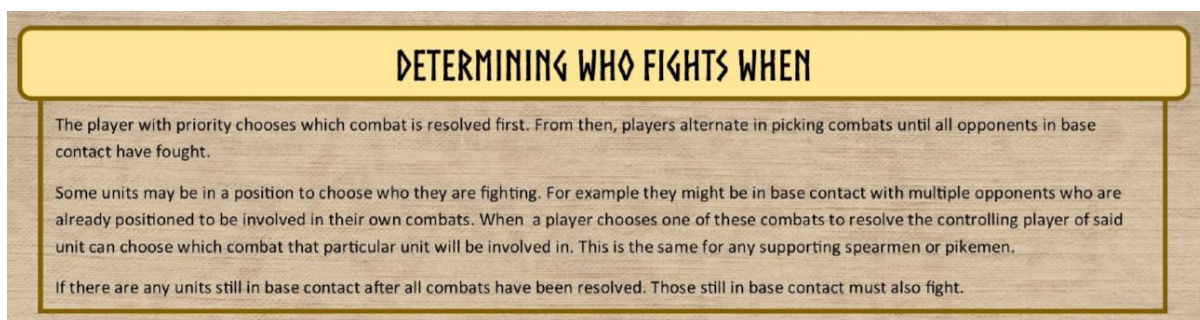 DETERMINING WHO FIGHTS WHEN
The player with priority chooses which combat is resolved first. From then, players alternate in picking combats until all opponents in base
contact have fought.
Some units may be in a position to choose who they are fighting. For example they might be in base contact with multiple opponents who are
already positioned to be involved in their own combats. When  a player chooses one of these combats to resolve the controlling player of said
unit can choose which combat that particular unit will be involved in. This is the same for any supporting spearmen or pikemen.
If there are any units still in base contact after all combats have been resolved. Those still in base contact must also fight.